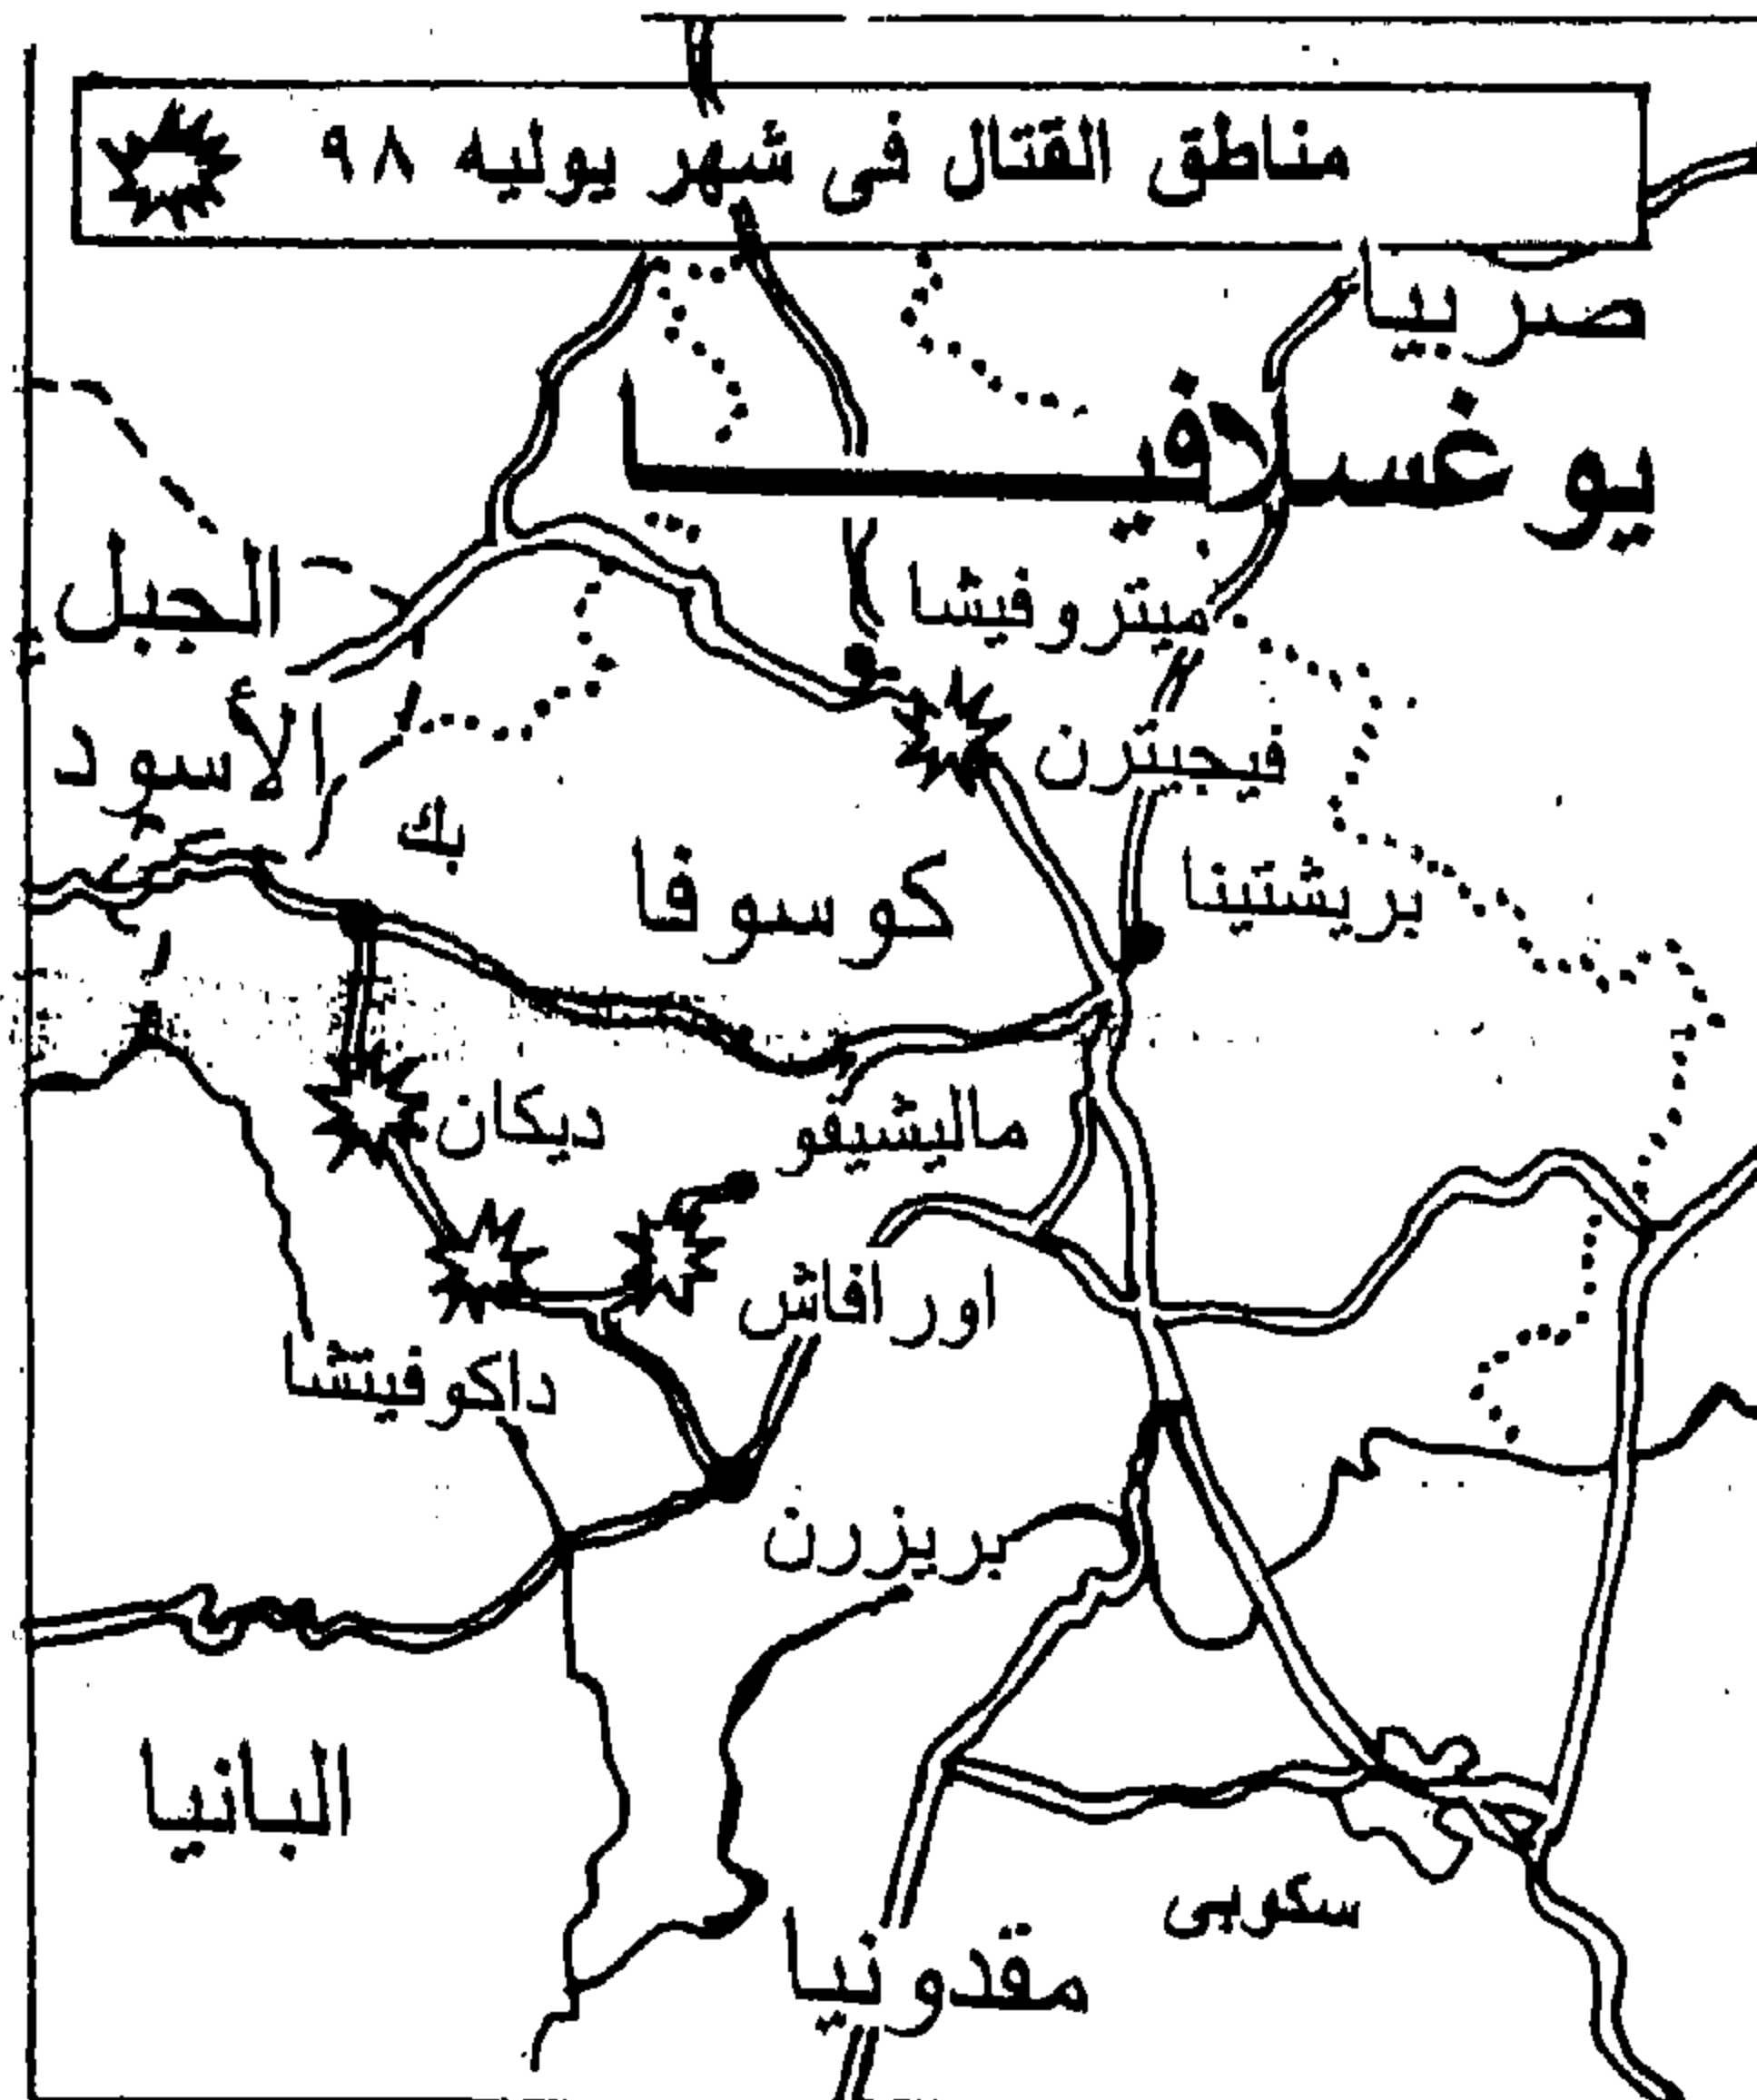 مناطق القتال فى شهر يوليه ٩٨
صربيا
يوغسلافيا
ميتروفيشا
الجبل
الأسود
فيجيترن
بك
كوسوفا
بريشتينا
ديكان
ماليشيفو
اورافاش
داكوفيتشا
بريزرن
البانيا
سكوبى
مقدونيا